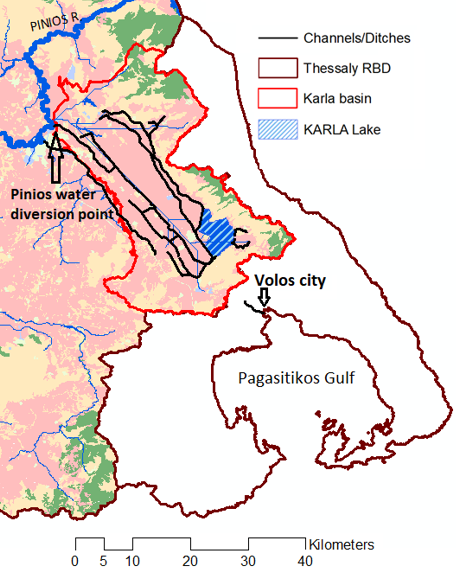 PINIOS R.
Channels/Ditches
Thessaly RBD
Karla basin
KARLA Lake
Pinios water
diversion point
Volos city
Pagasitikos Gulf
Kilometers
0 5 10 20 30 40